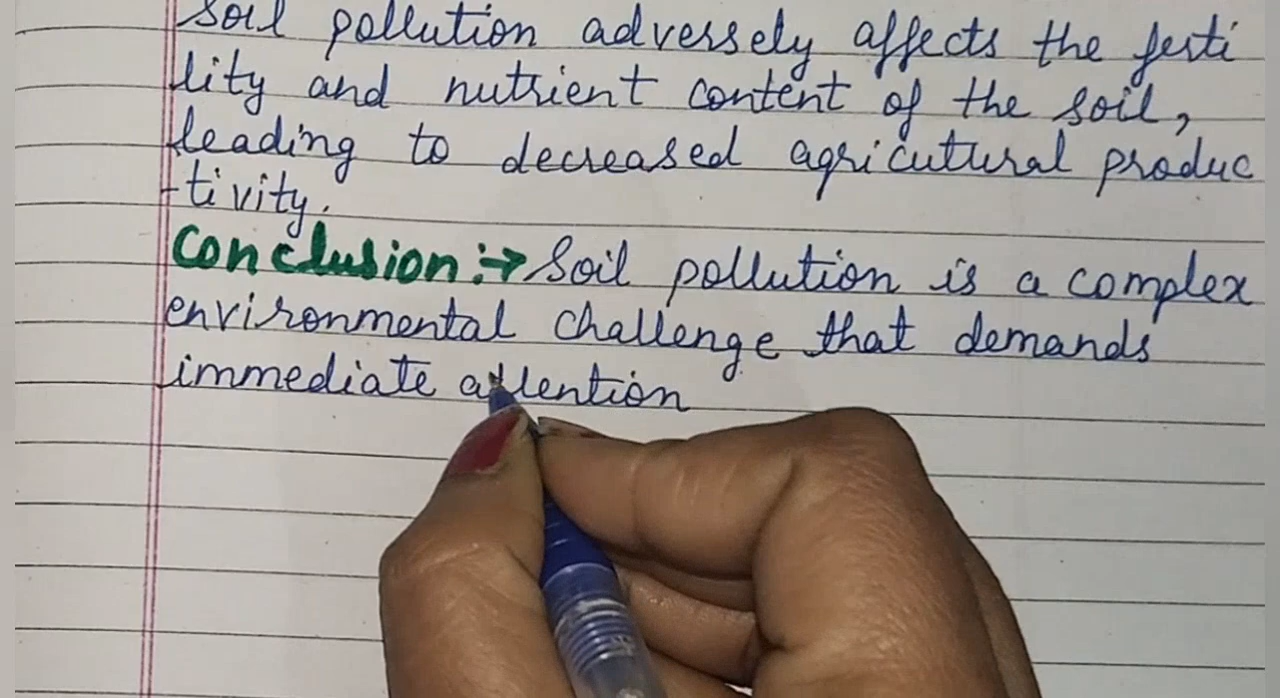 Soil pollution adversely affects the ferti
lity and nutrient content of the soil,
leading to decreased agricutural produc
-tivity.
Conclusion:→ Soil pollution is a complex
environmental challenge that demands
immediate attention